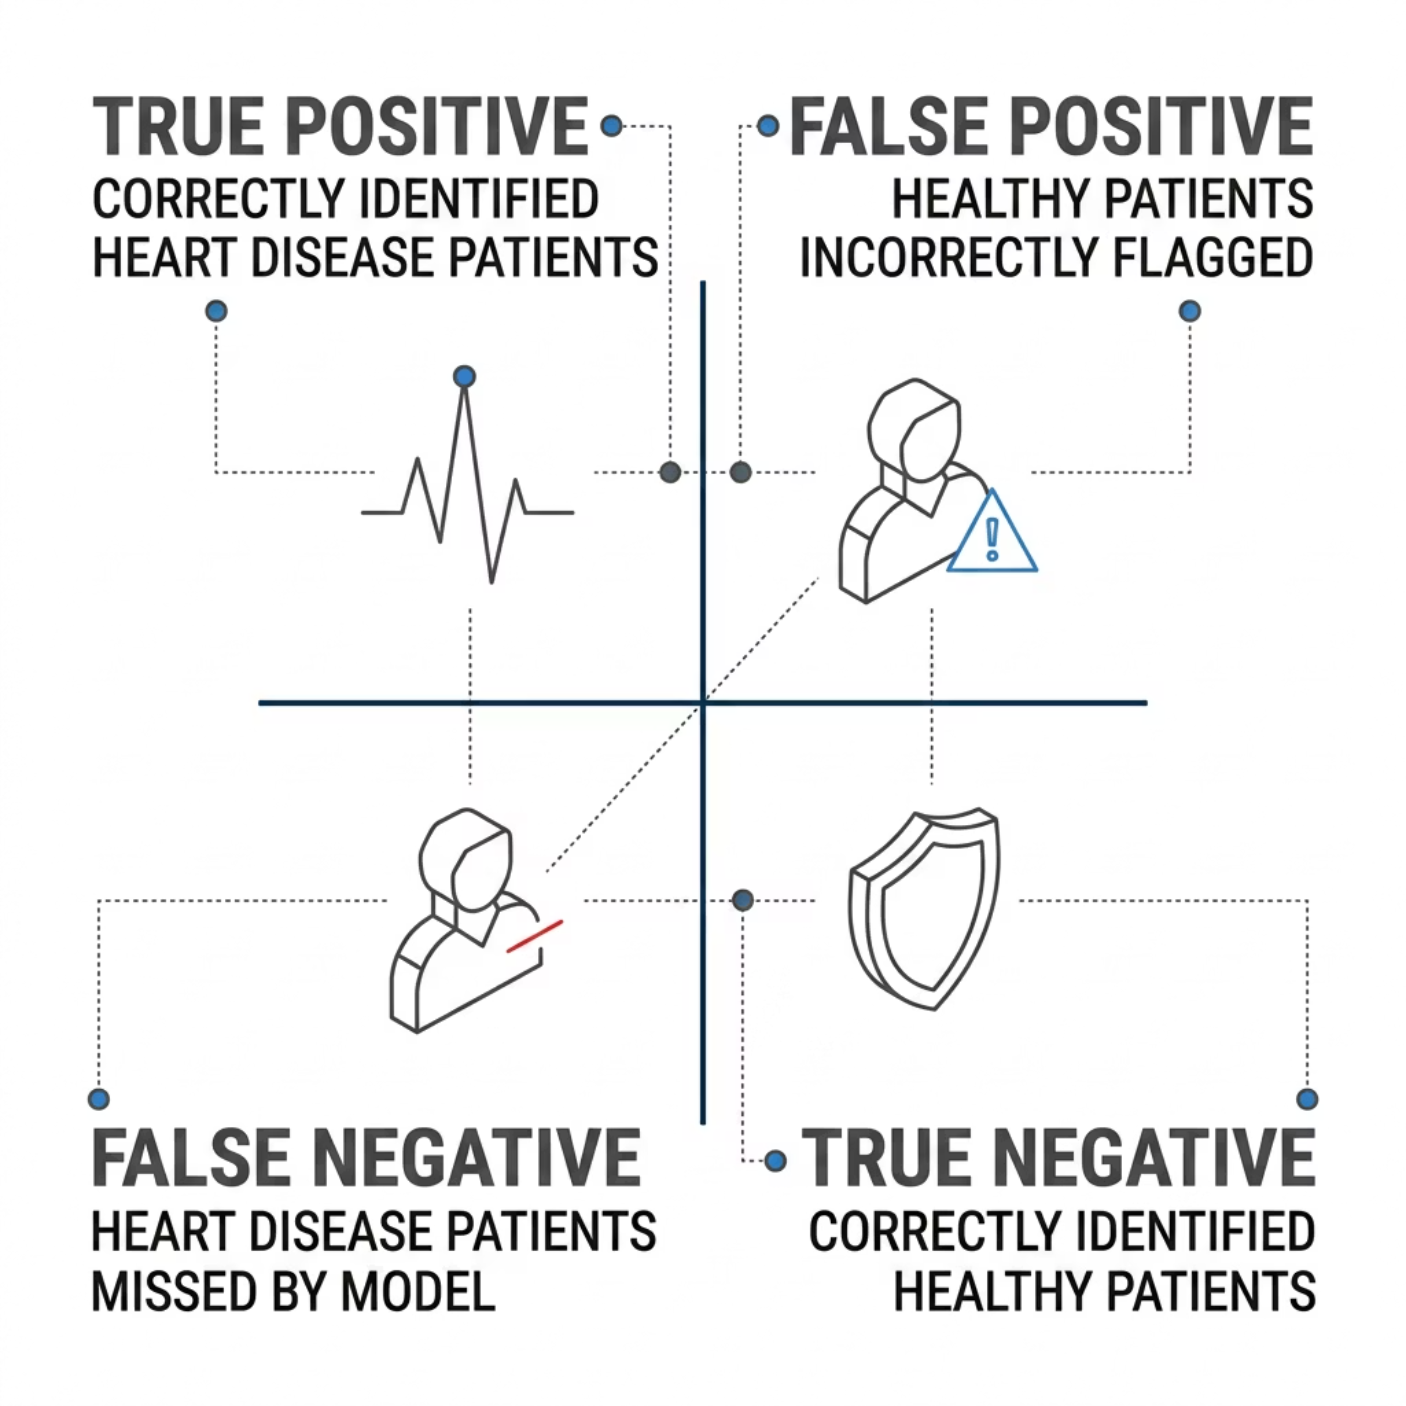 TRUE POSITIVE
CORRECTLY IDENTIFIED
HEART DISEASE PATIENTS
FALSE POSITIVE
HEALTHY PATIENTS
INCORRECTLY FLAGGED
!
FALSE NEGATIVE
HEART DISEASE PATIENTS
MISSED BY MODEL
TRUE NEGATIVE
CORRECTLY IDENTIFIED
HEALTHY PATIENTS